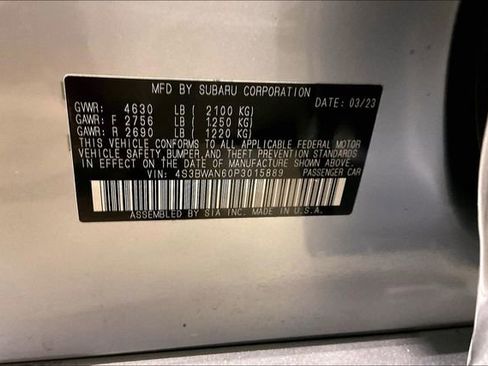 MFD BY SUBARU CORPORATION
DATE: 03/23
GVWR: 4630 LB ( 2100 KG)
GAWR: F 2756 LB ( 1250 KG)
GAWR: R 2690 LB ( 1220 KG)
THIS VEHICLE CONFORMS TO ALL APPLICABLE FEDERAL MOTOR
VEHICLE SAFETY, BUMPER, AND THEFT PREVENTION STANDARDS
IN EFFECT ON THE DATE OF MANUFACTURE SHOWN ABOVE.
VIN: 4S3BWAN60P3015889 PASSENGER CAR
ASSEMBLED BY SIA INC. MADE IN U.S.A.